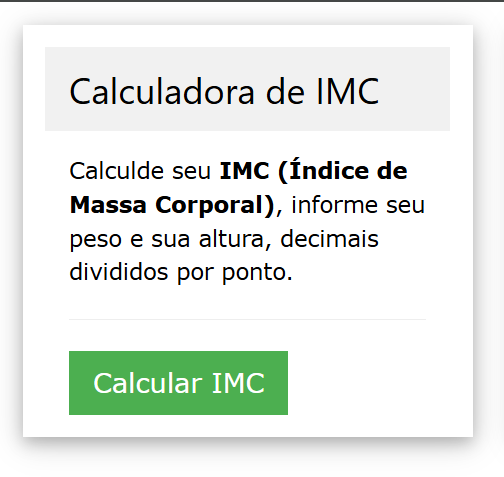 Calculadora de IMC
Calculde seu IMC (Índice de
Massa Corporal), informe seu
peso e sua altura, decimais
divididos por ponto.
Calcular IMC